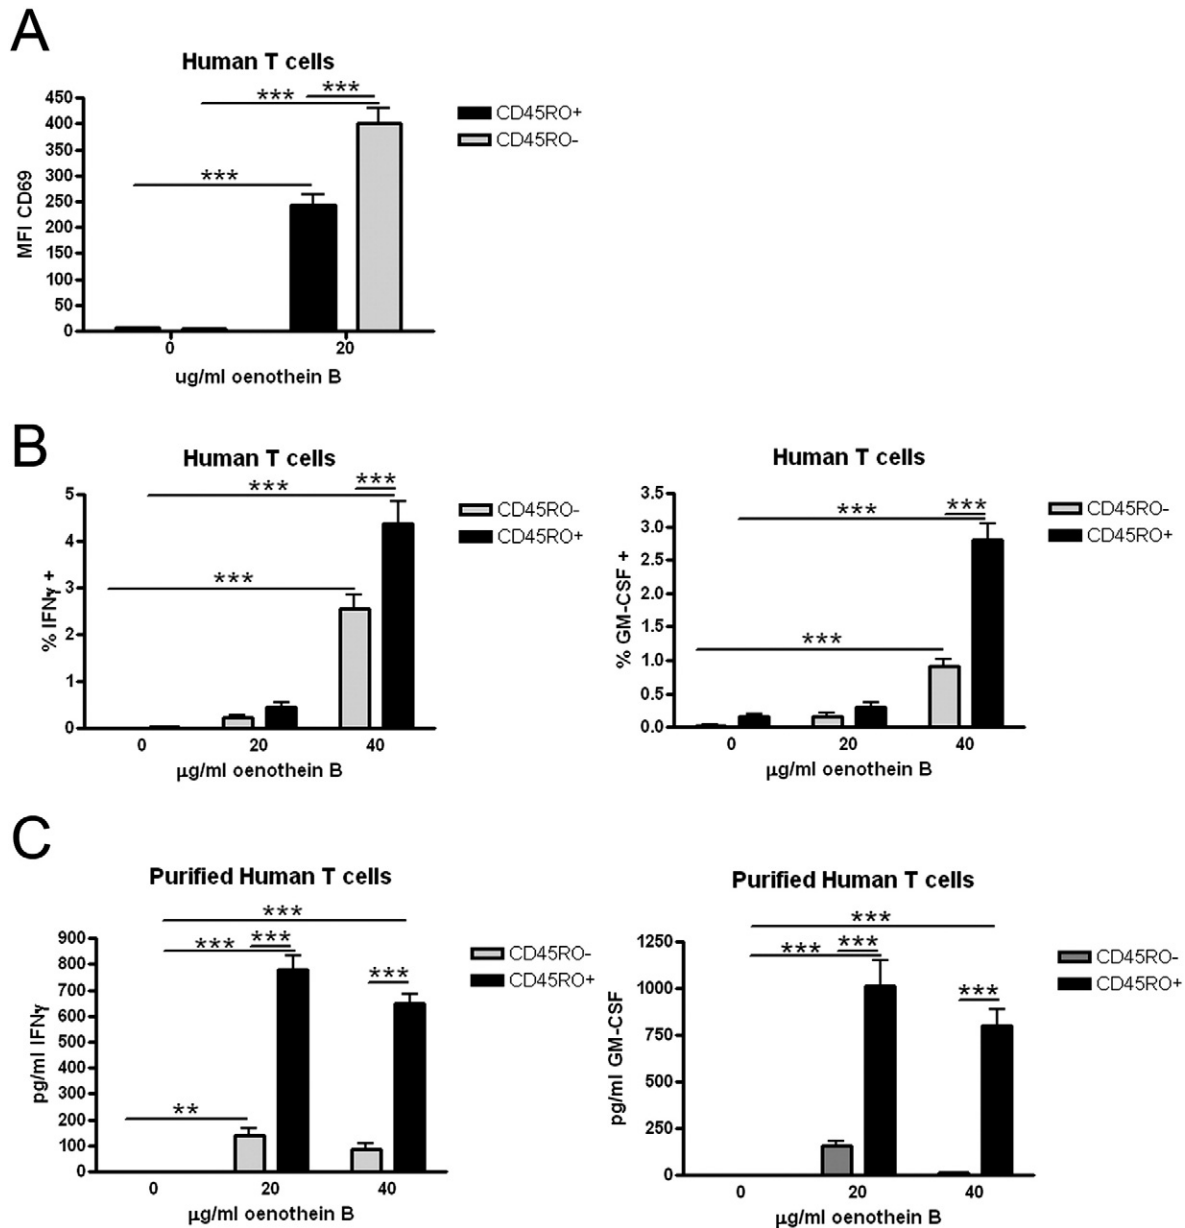 A
Human T cells
***
***
***
450
400
350
300
250
200
150
100
50
0
MFI CD69
0
20
ug/ml oenothein B
CD45RO+
CD45RO-
B
Human T cells
***
***
***
5
4
3
2
1
0
% IFNγ +
0
20
40
μg/ml oenothein B
CD45RO-
CD45RO+
Human T cells
***
***
***
3.5
3.0
2.5
2.0
1.5
1.0
0.5
0.0
% GM-CSF +
0
20
40
μg/ml oenothein B
CD45RO-
CD45RO+
C
Purified Human T cells
***
***
***
***
**
900
800
700
600
500
400
300
200
100
0
pg/ml IFNγ
0
20
40
μg/ml oenothein B
CD45RO-
CD45RO+
Purified Human T cells
***
***
***
***
1250
1000
750
500
250
0
pg/ml GM-CSF
0
20
40
μg/ml oenothein B
CD45RO-
CD45RO+